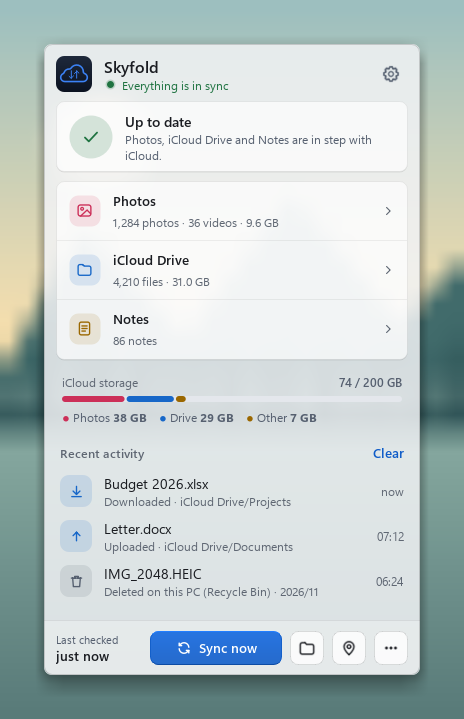 Skyfold
Everything is in sync
Up to date
Photos, iCloud Drive and Notes are in step with
iCloud.
Photos
1,284 photos · 36 videos · 9.6 GB
iCloud Drive
4,210 files · 31.0 GB
Notes
86 notes
iCloud storage 74 / 200 GB
Photos 38 GB Drive 29 GB Other 7 GB
Recent activity Clear
Budget 2026.xlsx
Downloaded · iCloud Drive/Projects now
Letter.docx
Uploaded · iCloud Drive/Documents 07:12
IMG_2048.HEIC
Deleted on this PC (Recycle Bin) · 2026/11 06:24
Last checked
just now
Sync now